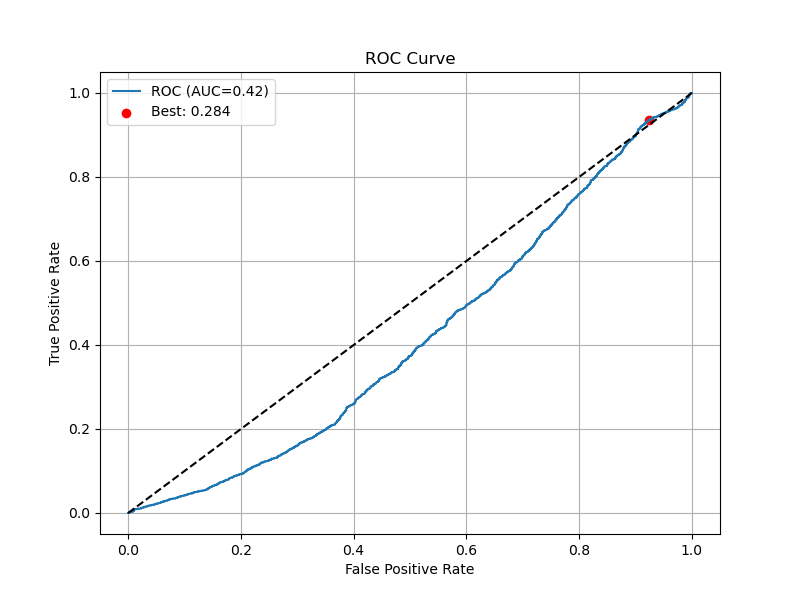 ROC Curve
ROC (AUC=0.42)
Best: 0.284
True Positive Rate
1.0
0.8
0.6
0.4
0.2
0.0
0.0 0.2 0.4 0.6 0.8 1.0
False Positive Rate